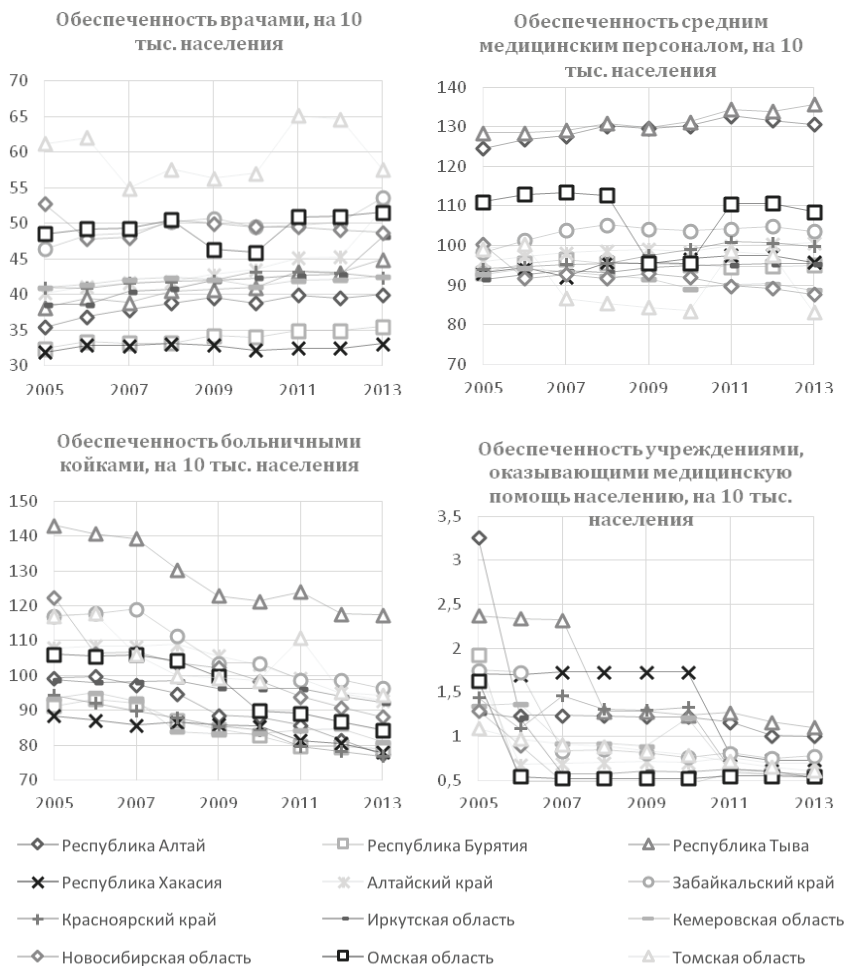 Обеспеченность врачами, на 10
тыс. населения
70
65
60
55
50
45
40
35
30
2005 2007 2009 2011 2013
Обеспеченность средним
медицинским персоналом, на 10
тыс. населения
140
130
120
110
100
90
80
70
2005 2007 2009 2011 2013
Обеспеченность больничными
койками, на 10 тыс. населения
150
140
130
120
110
100
90
80
70
2005 2007 2009 2011 2013
Обеспеченность учреждениями,
оказывающими медицинскую
помощь населению, на 10 тыс.
населения
3,5
3
2,5
2
1,5
1
0,5
2005 2007 2009 2011 2013
Республика Алтай Республика Бурятия Республика Тыва
Республика Хакасия Алтайский край Забайкальский край
Красноярский край Иркутская область Кемеровская область
Новосибирская область Омская область Томская область